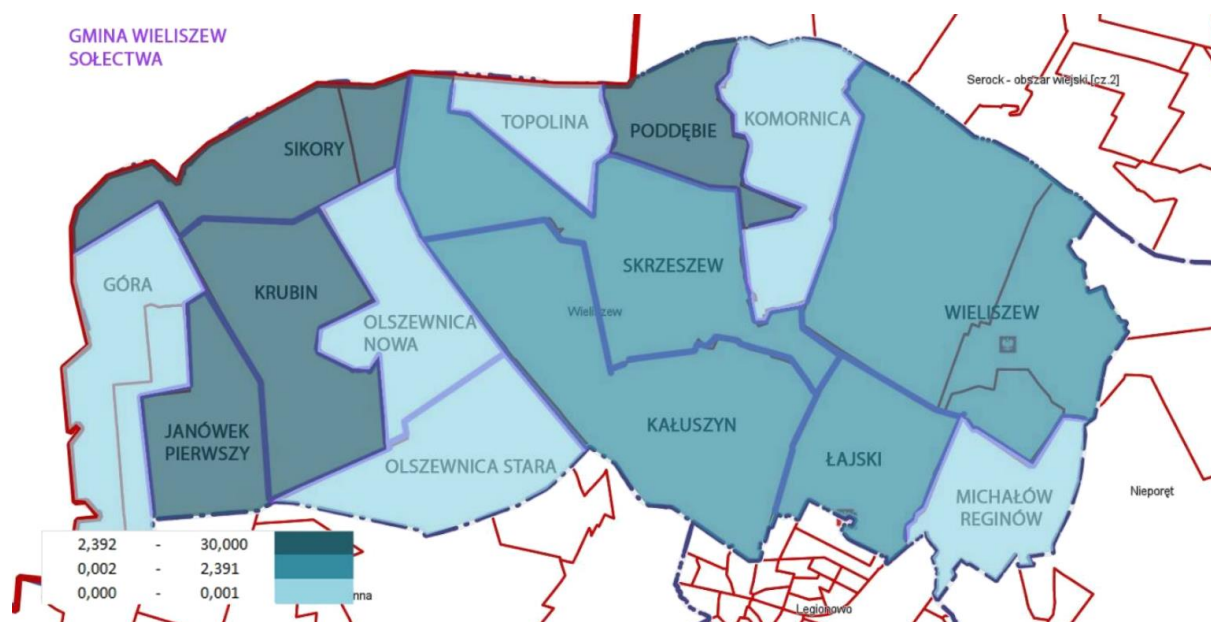 GMINA WIELISZEW
SOŁECTWA
Serock - obszar wiejski [cz.2]
TOPOLINA
PODDĘBIE
KOMORNICA
SIKORY
GÓRA
KRUBIN
SKRZESZEW
OLSZEWNICA
NOWA
Wieliszew
WIELISZEW
JANÓWEK
PIERWSZY
KAŁUSZYN
OLSZEWNICA STARA
ŁAJSKI
MICHAŁÓW
REGINÓW
Nieporęt
2,392 - 30,000
0,002 - 2,391
0,000 - 0,001
Legionowo